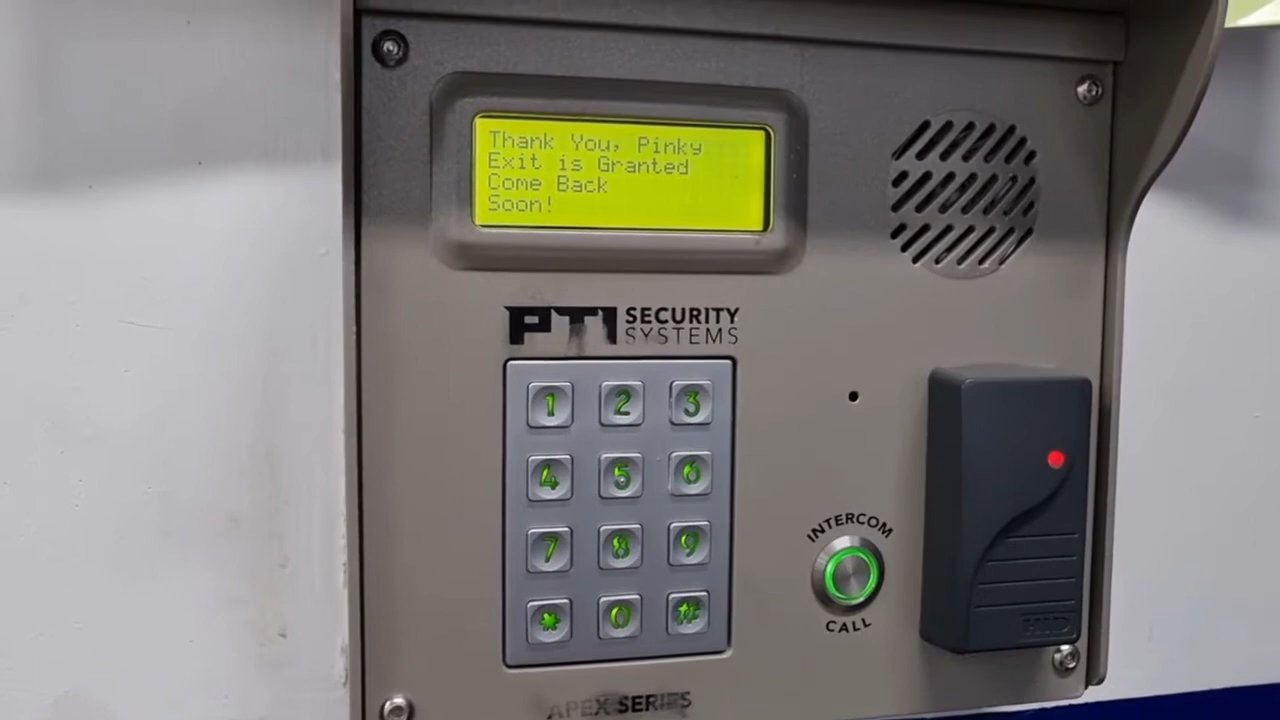 Thank You, Pinky
Exit is Granted
Come Back
Soon!
PTI SECURITY
SYSTEMS
1 2 3
4 5 6
7 8 9
* 0 #
INTERCOM
CALL
HID
APEX SERIES